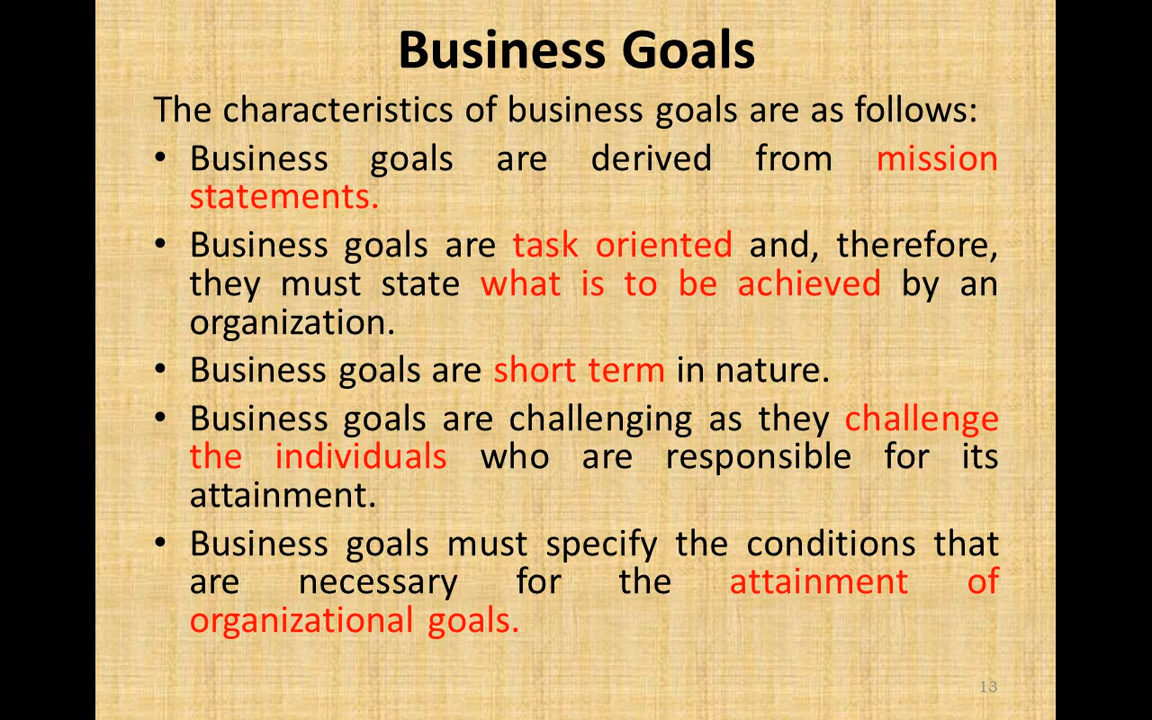 Business Goals
The characteristics of business goals are as follows:
• Business goals are derived from mission
statements.
• Business goals are task oriented and, therefore,
they must state what is to be achieved by an
organization.
• Business goals are short term in nature.
• Business goals are challenging as they challenge
the individuals who are responsible for its
attainment.
• Business goals must specify the conditions that
are necessary for the attainment of
organizational goals.
13